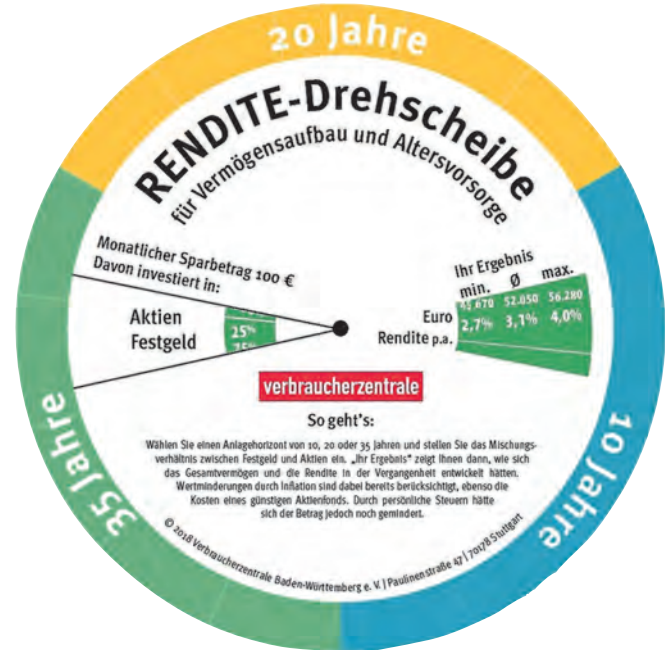 20 Jahre
RENDITE-Drehscheibe
für Vermögensaufbau und Altersvorsorge
Monatlicher Sparbetrag 100 €
Davon investiert in:
Aktien
Festgeld
25%
Ihr Ergebnis
min. Ø max.
Euro 52.050 56.280
Rendite p.a. 2,7% 3,1% 4,0%
verbraucherzentrale
So geht's:
Wählen Sie einen Anlagehorizont von 10, 20 oder 35 Jahren und stellen Sie das Mischungs-
verhältnis zwischen Festgeld und Aktien ein. „Ihr Ergebnis“ zeigt Ihnen dann, wie sich
das Gesamtvermögen und die Rendite in der Vergangenheit entwickelt hätten.
Wertminderungen durch Inflation sind dabei bereits berücksichtigt, ebenso die
Kosten eines günstigen Aktienfonds. Durch persönliche Steuern hätte
sich der Betrag jedoch noch gemindert.
© 2018 Verbraucherzentrale Baden-Württemberg e. V. | Paulinenstraße 47 | 70178 Stuttgart
35 Jahre
10 Jahre